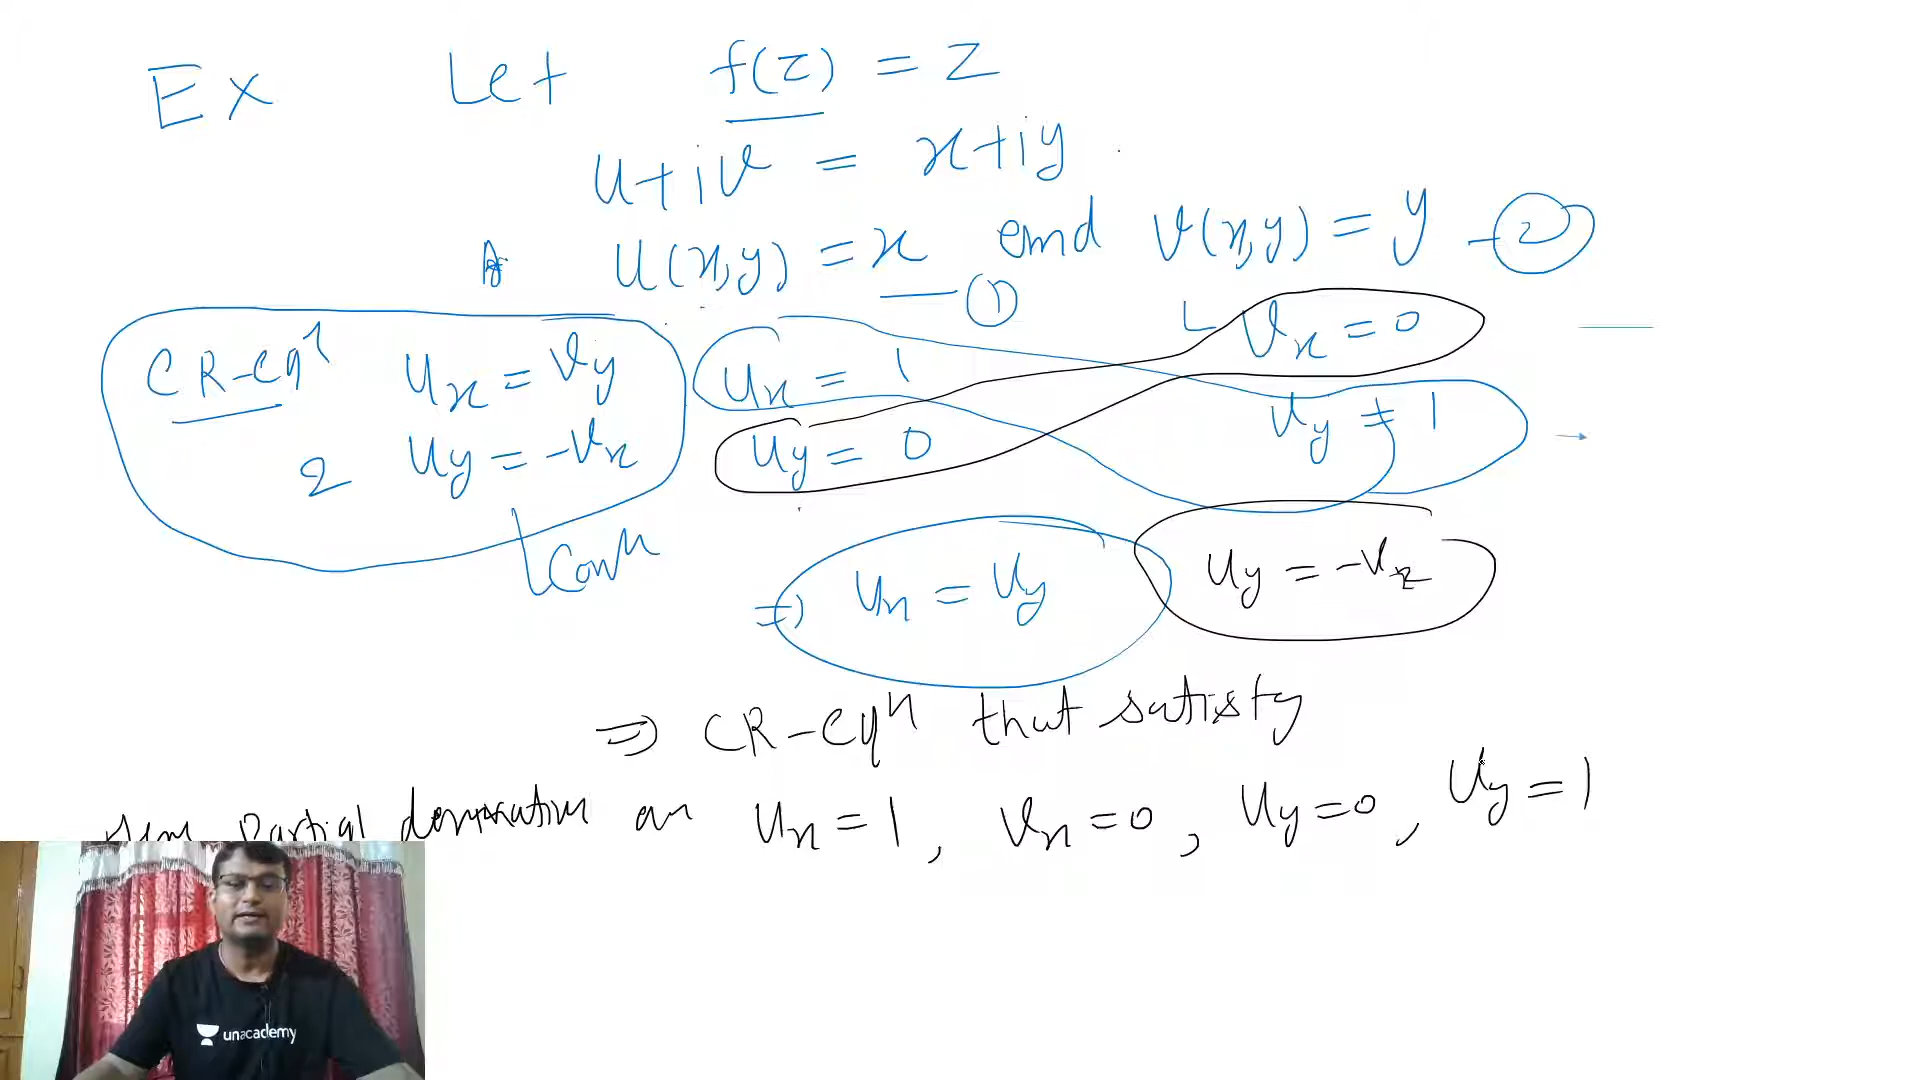 Ex Let f(z) = z
u+iv = x+iy
u(x,y) = x — ① and v(x,y) = y — ②
CR-Eqⁿ uₓ = v_y
2 u_y = -vₓ
uₓ = 1 vₓ = 0
u_y = 0 v_y = 1
⇒ uₓ = v_y u_y = -vₓ
⇒ CR-Eqⁿ that satisfy
Partial derivative are uₓ = 1, vₓ = 0, u_y = 0, v_y = 1
unacademy